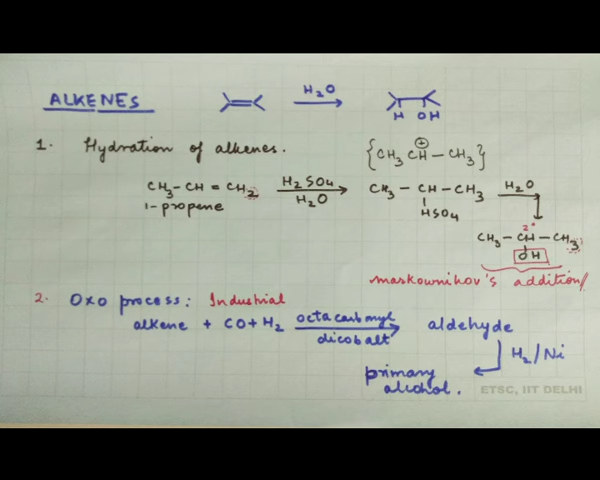 ALKENES H2O H OH
1. Hydration of alkenes. {CH3 CH⊕ – CH3}
CH3 – CH = CH2 H2SO4 H2O CH3 – CH – CH3 H2O
1-propene HSO4
2°
CH3 – CH – CH3
OH
markownikov's addition//
2. Oxo process: Industrial
alkene + CO + H2 octacarbonyl dicobalt aldehyde
H2/Ni
primary
alcohol.
ETSC, IIT DELHI